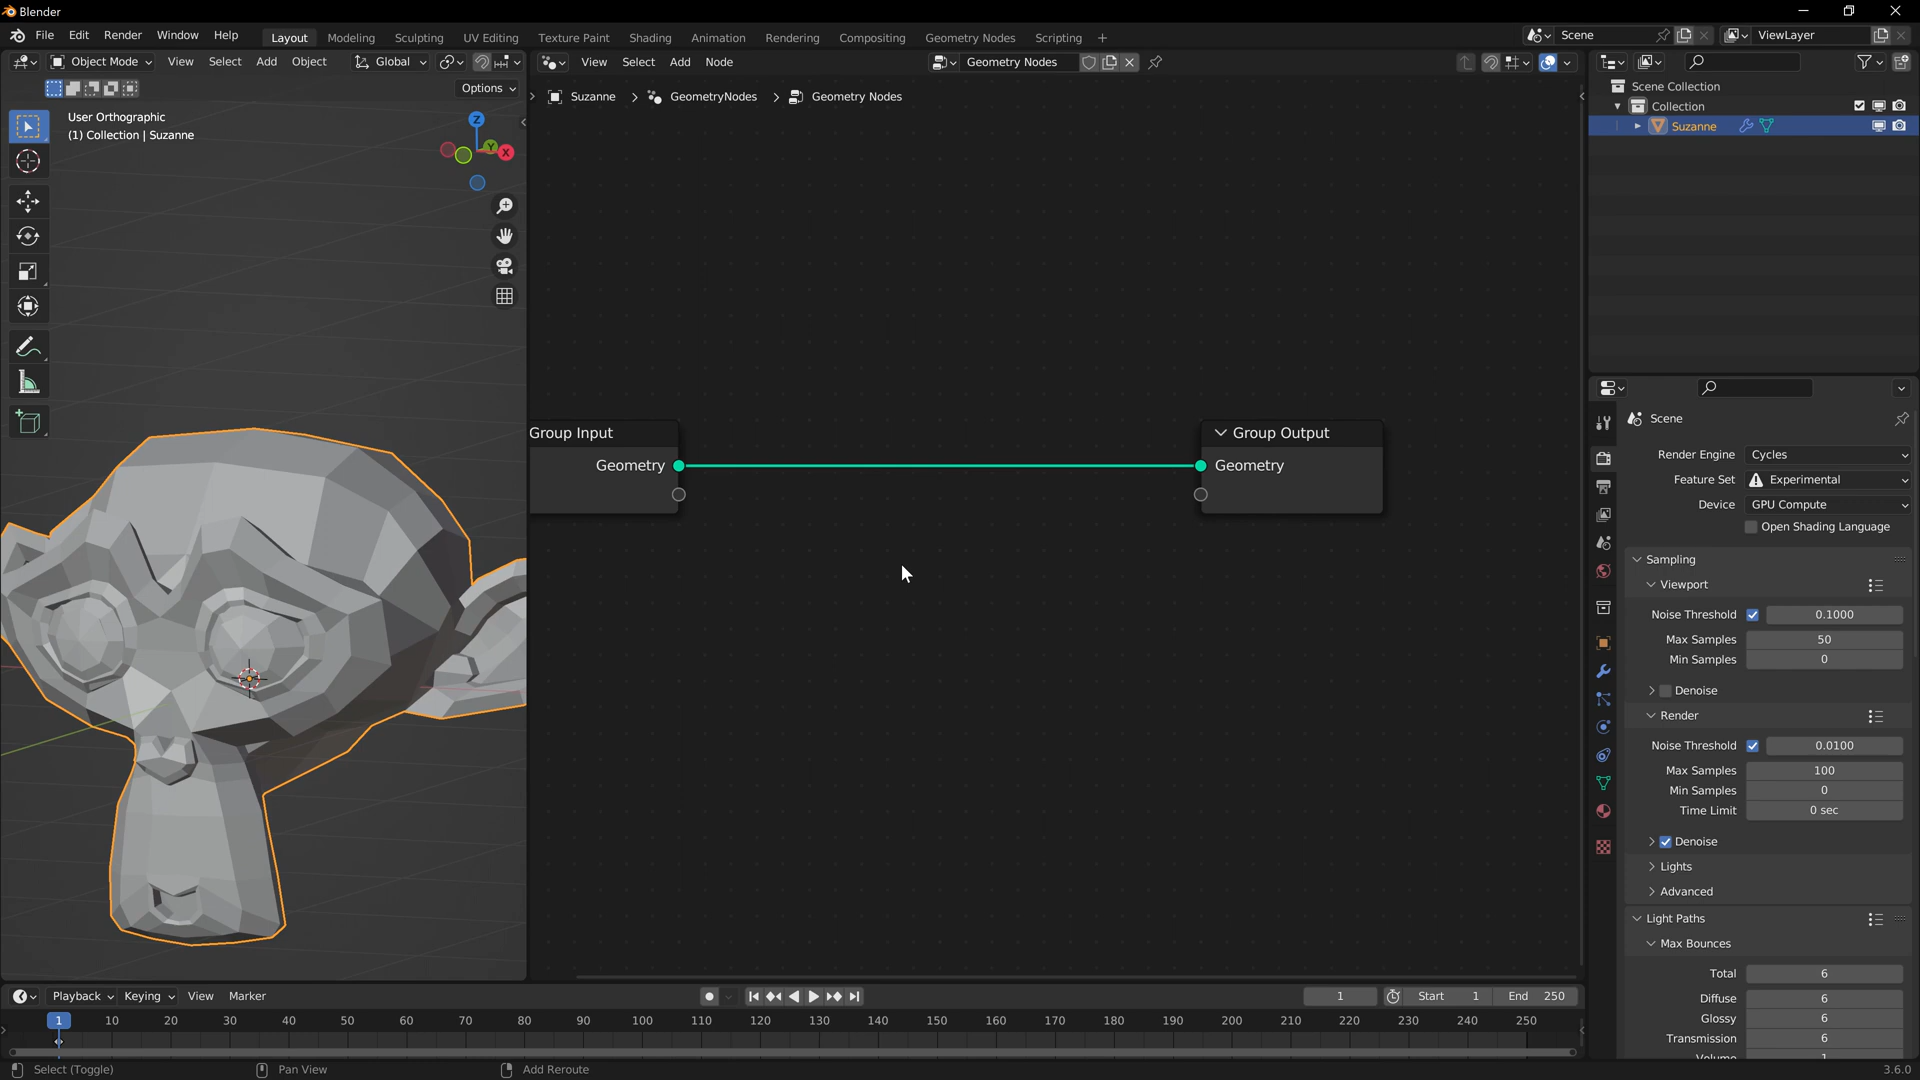 Blender
File Edit Render Window Help Layout Modeling Sculpting UV Editing Texture Paint Shading Animation Rendering Compositing Geometry Nodes Scripting + Scene ViewLayer
Object Mode View Select Add Object Global
Options
User Orthographic
(1) Collection | Suzanne
Z
Y
X
View Select Add Node Geometry Nodes
Suzanne > GeometryNodes > Geometry Nodes
Group Input
Geometry
Group Output
Geometry
Scene Collection
Collection
Suzanne
Scene
Render Engine Cycles
Feature Set Experimental
Device GPU Compute
Open Shading Language
Sampling
Viewport
Noise Threshold 0.1000
Max Samples 50
Min Samples 0
Denoise
Render
Noise Threshold 0.0100
Max Samples 100
Min Samples 0
Time Limit 0 sec
Denoise
Lights
Advanced
Light Paths
Max Bounces
Total 6
Diffuse 6
Glossy 6
Transmission 6
Volume 1
Playback Keying View Marker 1 Start 1 End 250
1 10 20 30 40 50 60 70 80 90 100 110 120 130 140 150 160 170 180 190 200 210 220 230 240 250
Select (Toggle) Pan View Add Reroute 3.6.0